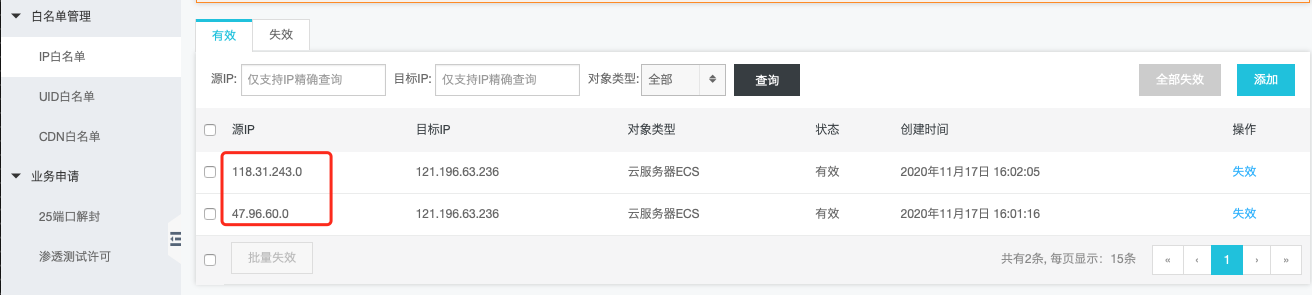 白名单管理
IP白名单
UID白名单
CDN白名单
业务申请
25端口解封
渗透测试许可
有效 失效
源IP: 仅支持IP精确查询 目标IP: 仅支持IP精确查询 对象类型: 全部 查询 全部失效 添加
源IP 目标IP 对象类型 状态 创建时间 操作
118.31.243.0 121.196.63.236 云服务器ECS 有效 2020年11月17日 16:02:05 失效
47.96.60.0 121.196.63.236 云服务器ECS 有效 2020年11月17日 16:01:16 失效
批量失效 共有2条, 每页显示：15条 « ‹ 1 › »